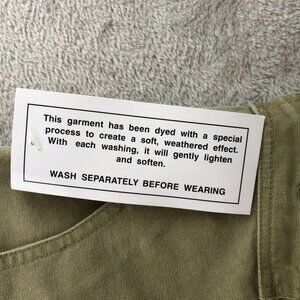 This garment has been dyed with a special
process to create a soft, weathered effect.
With each washing, it will gently lighten
and soften.
WASH SEPARATELY BEFORE WEARING